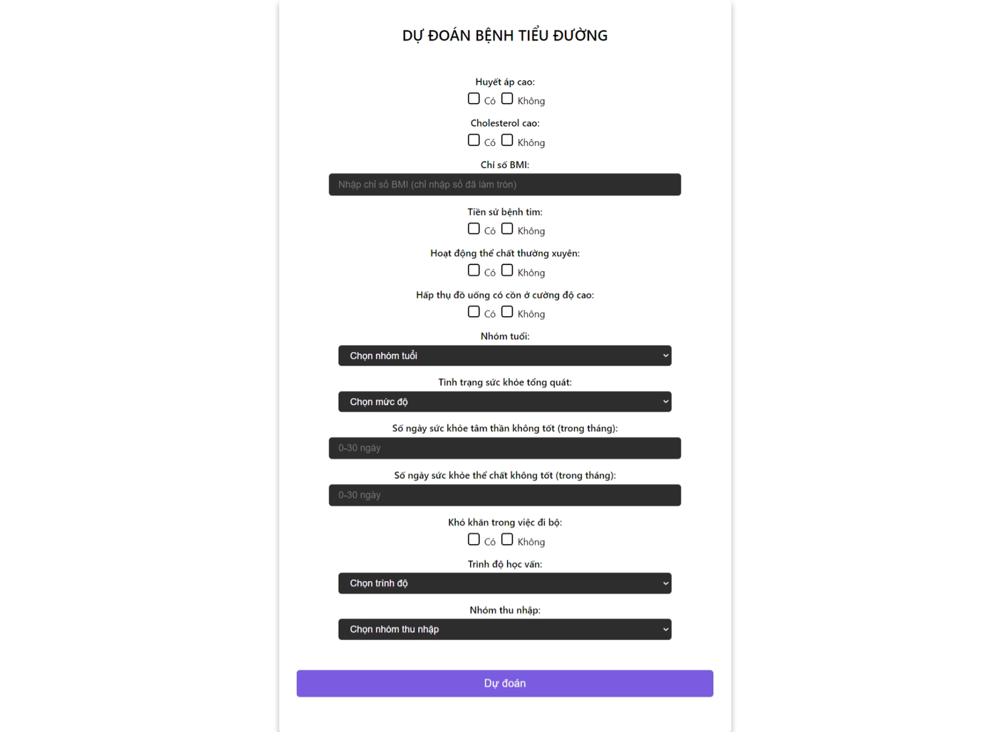 DỰ ĐOÁN BỆNH TIỂU ĐƯỜNG
Huyết áp cao:
Có Không
Cholesterol cao:
Có Không
Chỉ số BMI:
Nhập chỉ số BMI (chỉ nhập số đã làm tròn)
Tiền sử bệnh tim:
Có Không
Hoạt động thể chất thường xuyên:
Có Không
Hấp thụ đồ uống có cồn ở cường độ cao:
Có Không
Nhóm tuổi:
Chọn nhóm tuổi
Tình trạng sức khỏe tổng quát:
Chọn mức độ
Số ngày sức khỏe tâm thần không tốt (trong tháng):
0-30 ngày
Số ngày sức khỏe thể chất không tốt (trong tháng):
0-30 ngày
Khó khăn trong việc đi bộ:
Có Không
Trình độ học vấn:
Chọn trình độ
Nhóm thu nhập:
Chọn nhóm thu nhập
Dự đoán